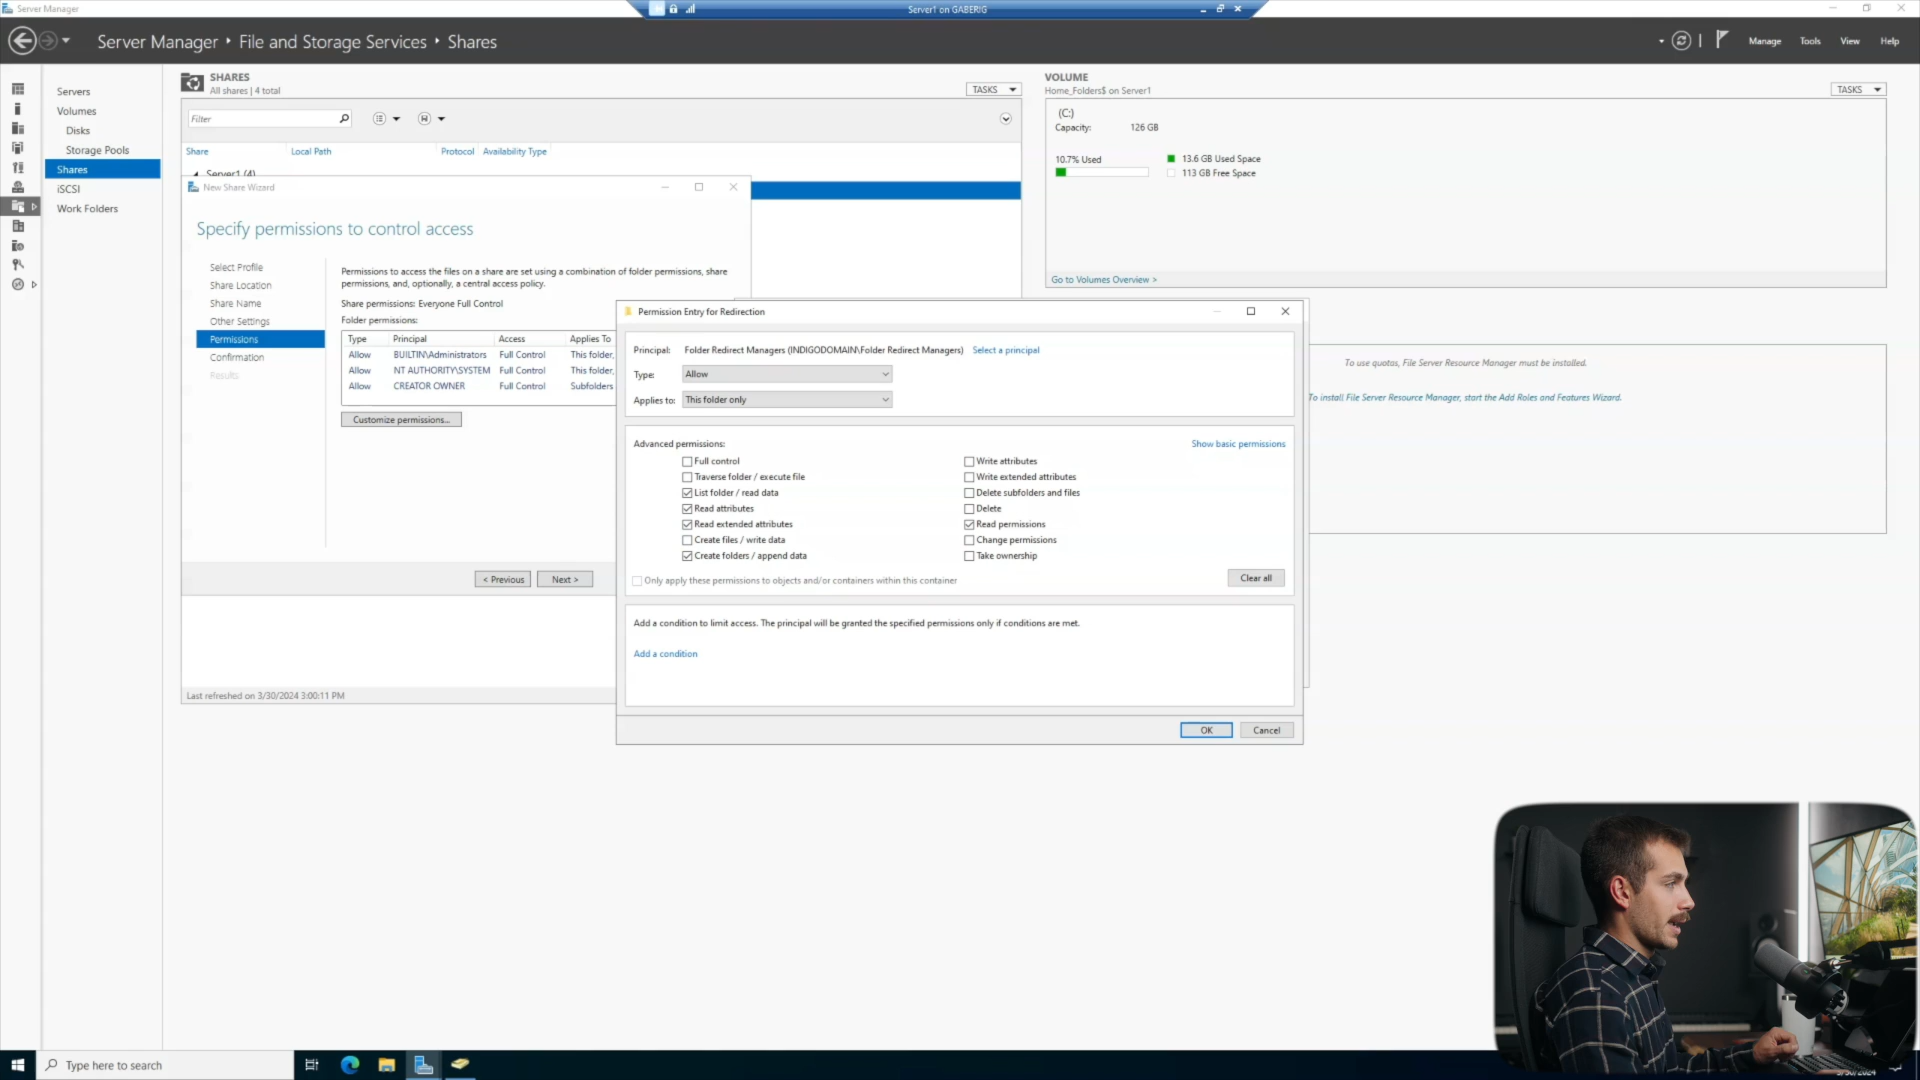 Server Manager
Server1 on GABERIG
Server Manager • File and Storage Services • Shares
Manage
Tools
View
Help
Servers
Volumes
Disks
Storage Pools
Shares
iSCSI
Work Folders
SHARES
All shares | 4 total
TASKS
Filter
Share
Local Path
Protocol
Availability Type
Server1 (4)
New Share Wizard
Specify permissions to control access
Select Profile
Share Location
Share Name
Other Settings
Permissions
Confirmation
Results
Permissions to access the files on a share are set using a combination of folder permissions, share
permissions, and, optionally, a central access policy.
Share permissions: Everyone Full Control
Folder permissions:
Type Principal Access Applies To
Allow BUILTIN\Administrators Full Control This folder,
Allow NT AUTHORITY\SYSTEM Full Control This folder,
Allow CREATOR OWNER Full Control Subfolders
Customize permissions...
< Previous
Next >
Last refreshed on 3/30/2024 3:00:11 PM
VOLUME
Home_Folders$ on Server1
TASKS
(C:)
Capacity: 126 GB
10.7% Used
13.6 GB Used Space
113 GB Free Space
Go to Volumes Overview >
To use quotas, File Server Resource Manager must be installed.
To install File Server Resource Manager, start the Add Roles and Features Wizard.
Permission Entry for Redirection
Principal: Folder Redirect Managers (INDIGODOMAIN\Folder Redirect Managers) Select a principal
Type: Allow
Applies to: This folder only
Advanced permissions:
Show basic permissions
Full control
Traverse folder / execute file
List folder / read data
Read attributes
Read extended attributes
Create files / write data
Create folders / append data
Write attributes
Write extended attributes
Delete subfolders and files
Delete
Read permissions
Change permissions
Take ownership
Only apply these permissions to objects and/or containers within this container
Clear all
Add a condition to limit access. The principal will be granted the specified permissions only if conditions are met.
Add a condition
OK
Cancel
Type here to search